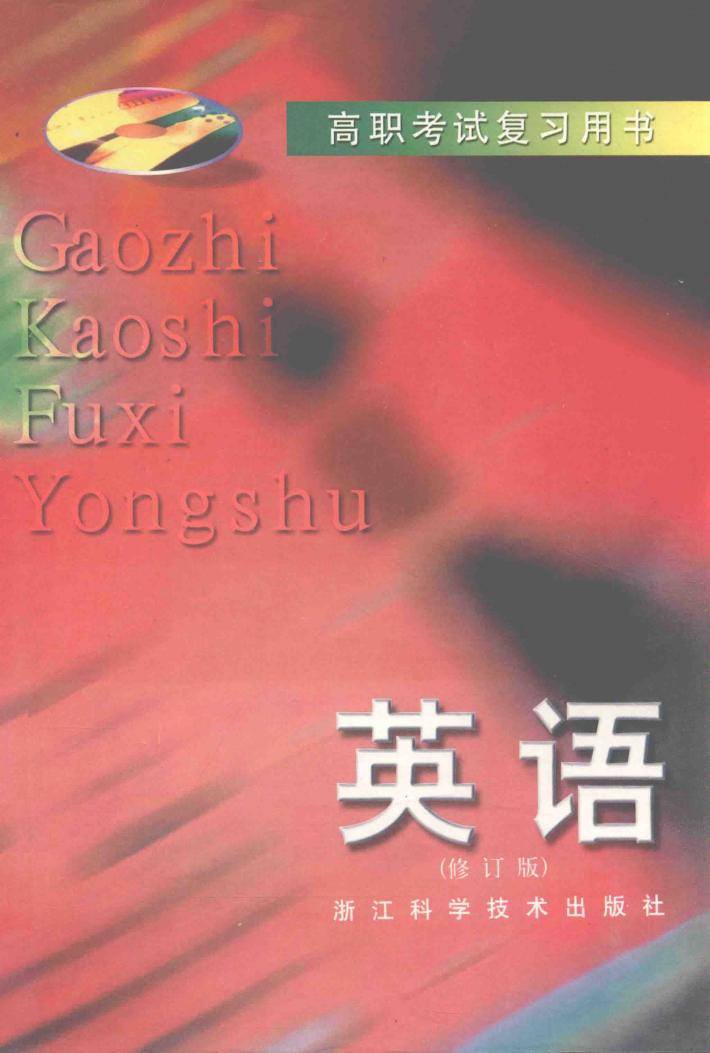 高职考试复习用书
Gaozhi
Kaoshi
Fuxi
Yongshu
英语
(修订版)
浙江科学技术出版社